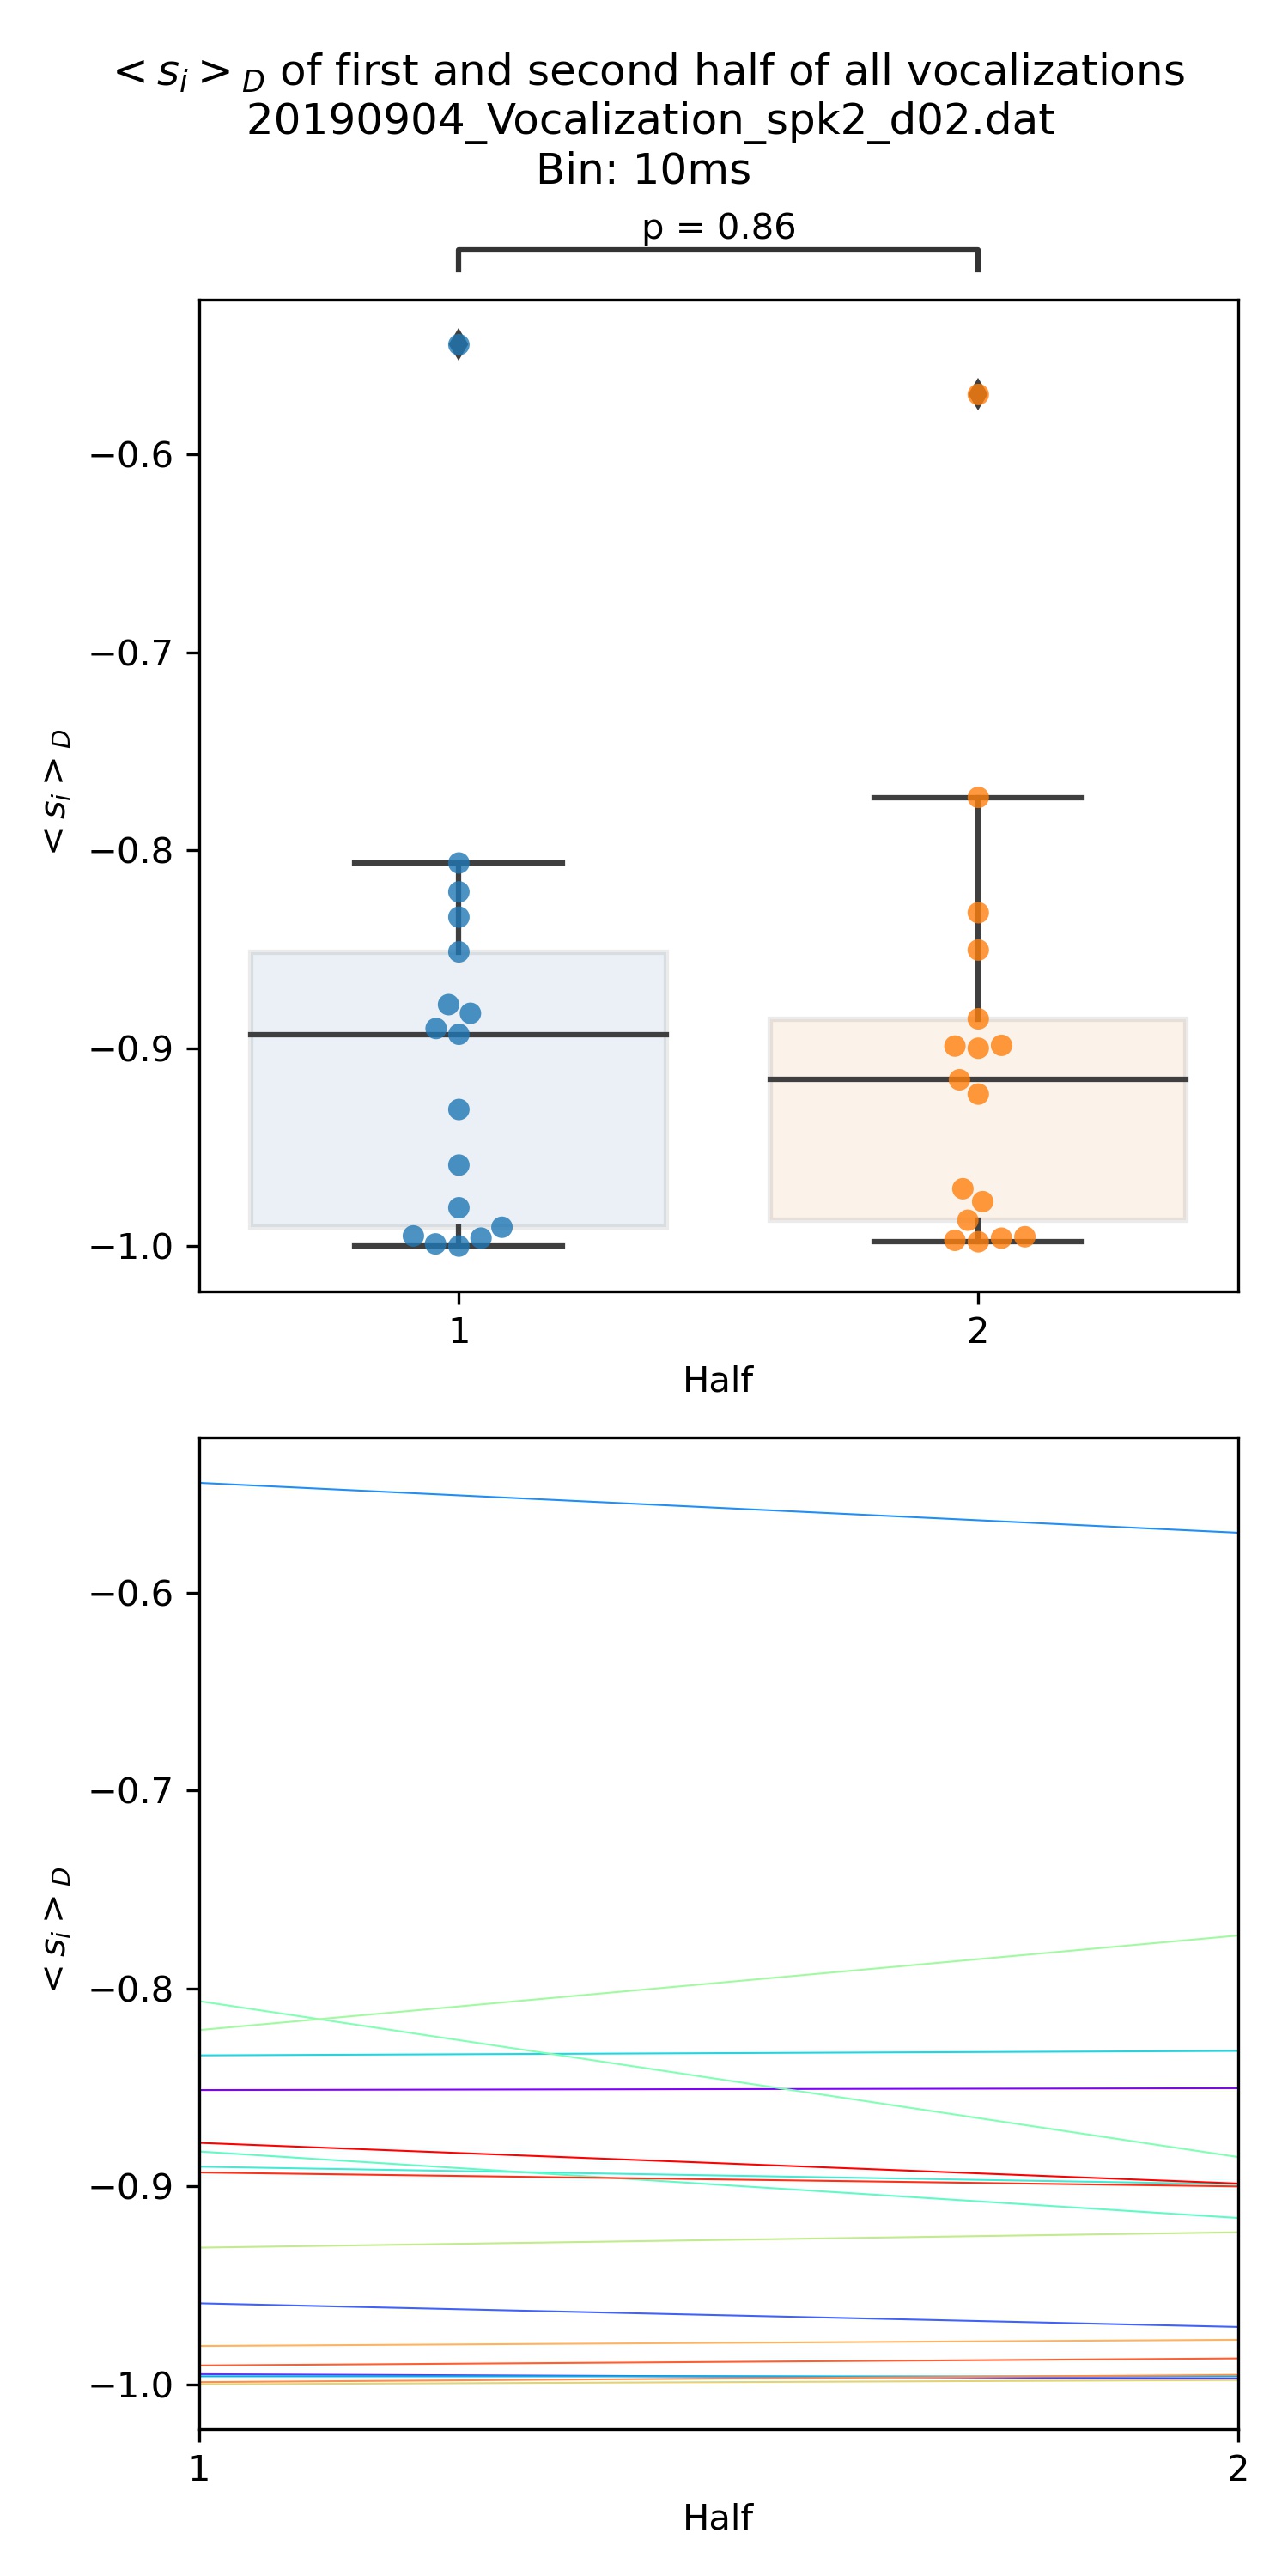 < s_i >_D of first and second half of all vocalizations
20190904_Vocalization_spk2_d02.dat
Bin: 10ms
p = 0.86
−0.6
−0.7
−0.8
−0.9
−1.0
< s_i >_D
1 2
Half
−0.6
−0.7
−0.8
−0.9
−1.0
< s_i >_D
1 2
Half